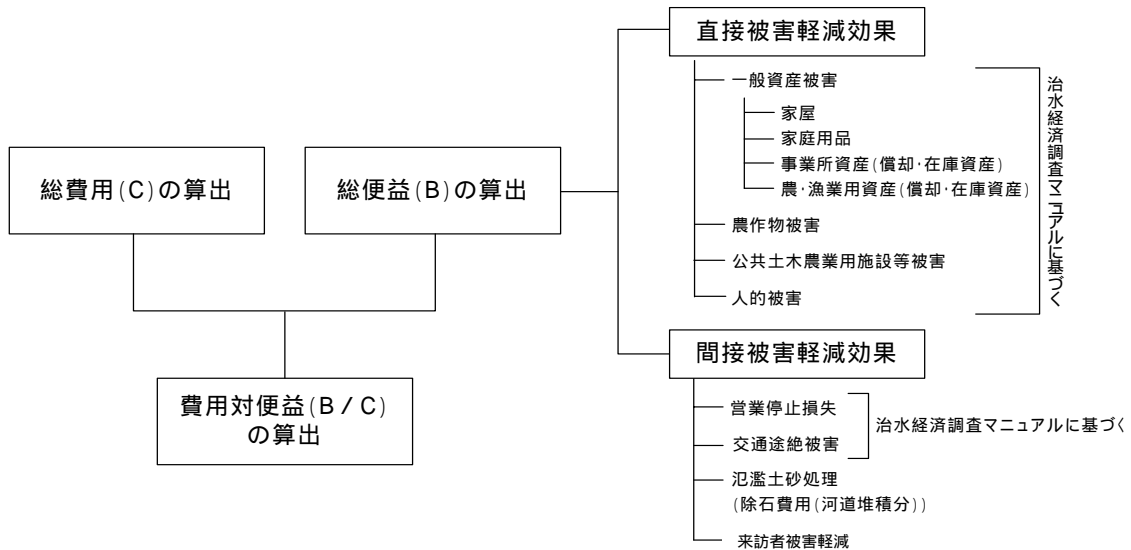 総費用(C)の算出
総便益(B)の算出
費用対便益(B/C)
の算出
直接被害軽減効果
一般資産被害
家屋
家庭用品
事業所資産(償却・在庫資産)
農・漁業用資産(償却・在庫資産)
農作物被害
公共土木農業用施設等被害
人的被害
治水経済調査マニュアルに基づく
間接被害軽減効果
営業停止損失
交通途絶被害
治水経済調査マニュアルに基づく
氾濫土砂処理
(除石費用(河道堆積分))
来訪者被害軽減